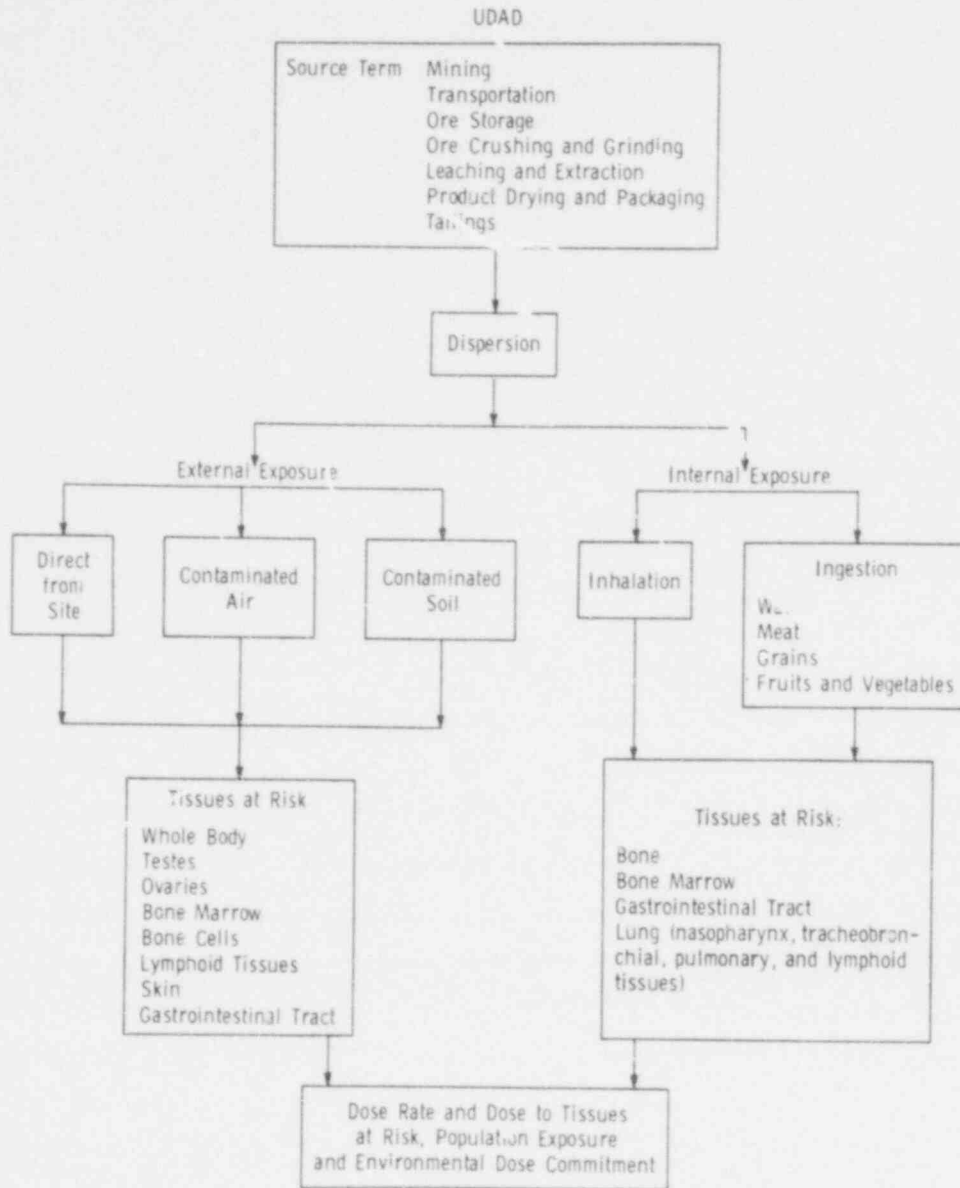 UDAD
Source Term Mining
Transportation
Ore Storage
Ore Crushing and Grinding
Leaching and Extraction
Product Drying and Packaging
Tailings
Dispersion
External Exposure
Internal Exposure
Direct
from
Site
Contaminated
Air
Contaminated
Soil
Inhalation
Ingestion
Meat
Grains
Fruits and Vegetables
Tissues at Risk
Whole Body
Testes
Ovaries
Bone Marrow
Bone Cells
Lymphoid Tissues
Skin
Gastrointestinal Tract
Tissues at Risk:
Bone
Bone Marrow
Gastrointestinal Tract
Lung (nasopharynx, tracheobron-
chial, pulmonary, and lymphoid
tissues)
Dose Rate and Dose to Tissues
at Risk, Population Exposure
and Environmental Dose Commitment